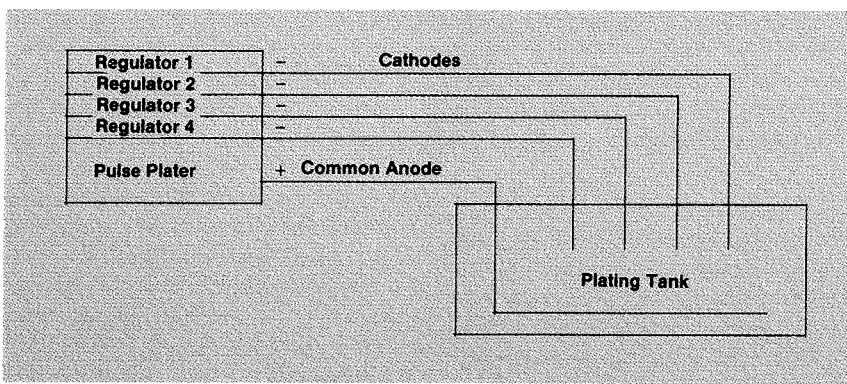 Regulator 1 – Cathodes
Regulator 2 –
Regulator 3 –
Regulator 4 –
Pulse Plater + Common Anode
Plating Tank